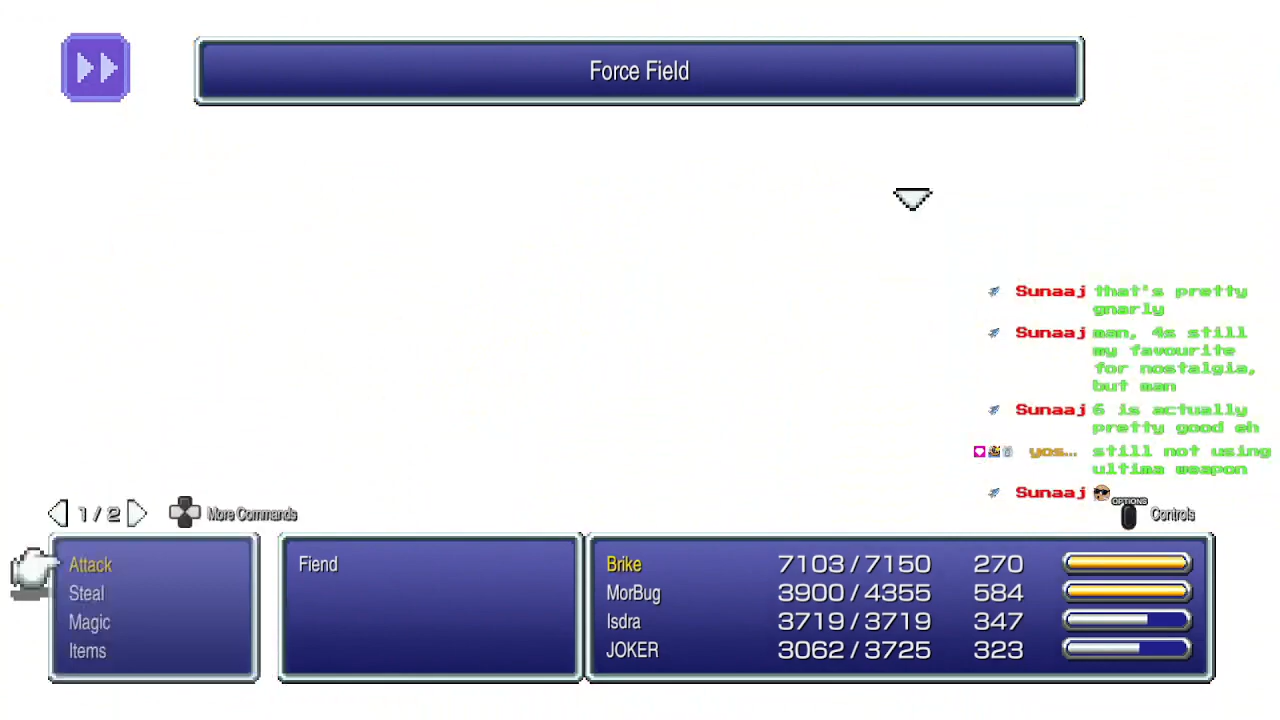 Force Field
Sunaaj that's pretty
gnarly
Sunaaj man, 4s still
my favourite
for nostalgia,
but man
Sunaaj 6 is actually
pretty good eh
yos... still not using
ultima weapon
Sunaaj
OPTIONS
Controls
1/2
More Commands
Attack
Steal
Magic
Items
Fiend
Brike 7103/7150 270
MorBug 3900/4355 584
Isdra 3719/3719 347
JOKER 3062/3725 323